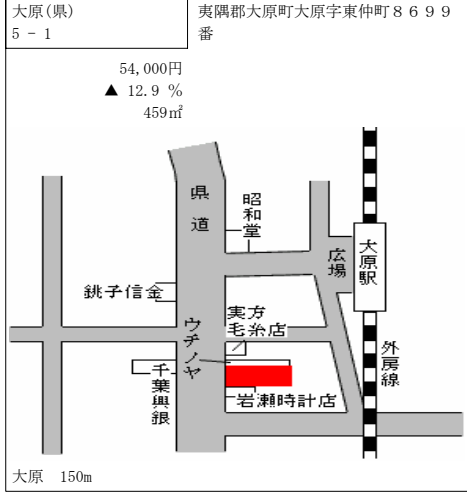 大原(県)
5 - 1
夷隅郡大原町大原字東仲町８６９９
番
54,000円
▲ 12.9 %
459㎡
県道
昭和堂
広場
大原駅
銚子信金
実方
毛糸店
ウチノヤ
千葉興銀
岩瀬時計店
外房線
大原 150m